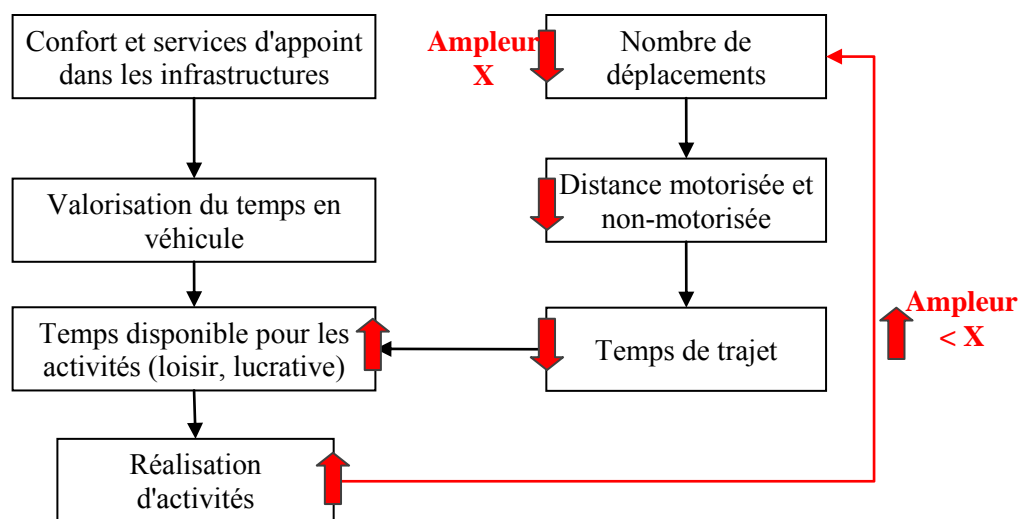 Confort et services d'appoint
dans les infrastructures
Ampleur
X
Nombre de
déplacements
Valorisation du temps en
véhicule
Distance motorisée et
non-motorisée
Temps disponible pour les
activités (loisir, lucrative)
Temps de trajet
Ampleur
< X
Réalisation
d'activités